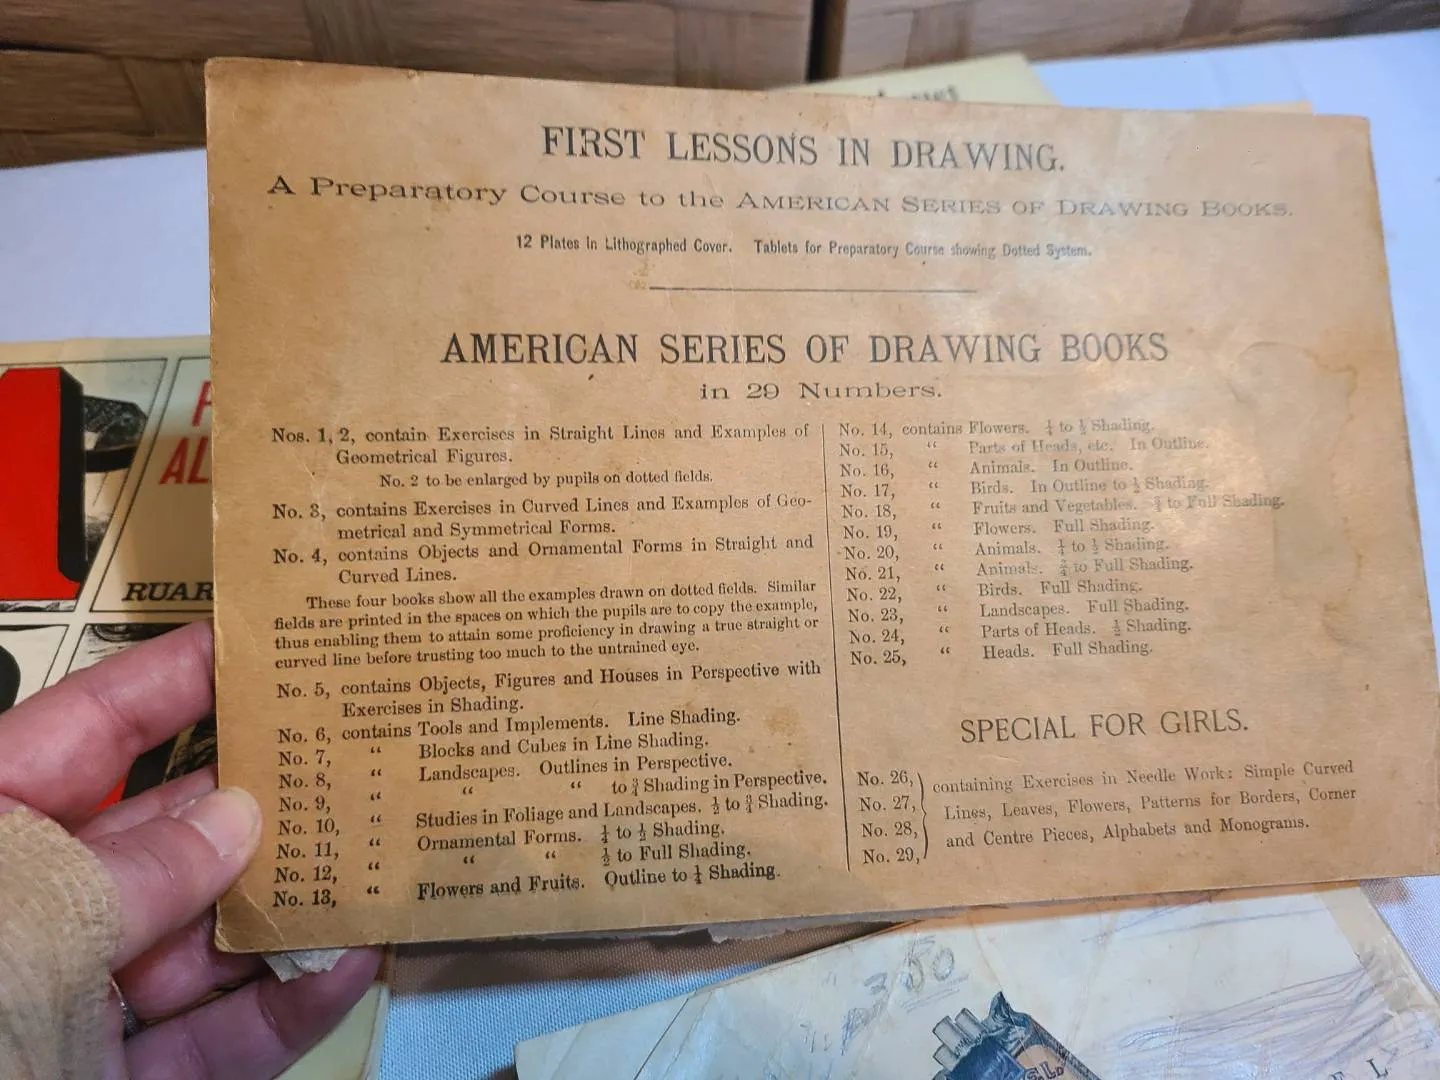 FIRST LESSONS IN DRAWING.
A Preparatory Course to the AMERICAN SERIES OF DRAWING BOOKS.
12 Plates in Lithographed Cover. Tablets for Preparatory Course showing Dotted System.
AMERICAN SERIES OF DRAWING BOOKS
in 29 Numbers.
Nos. 1, 2, contain Exercises in Straight Lines and Examples of
Geometrical Figures.
No. 2 to be enlarged by pupils on dotted fields.
No. 3, contains Exercises in Curved Lines and Examples of Geo-
metrical and Symmetrical Forms.
No. 4, contains Objects and Ornamental Forms in Straight and
Curved Lines.
These four books show all the examples drawn on dotted fields. Similar
fields are printed in the spaces on which the pupils are to copy the example,
thus enabling them to attain some proficiency in drawing a true straight or
curved line before trusting too much to the untrained eye.
No. 5, contains Objects, Figures and Houses in Perspective with
Exercises in Shading.
No. 6, contains Tools and Implements. Line Shading.
No. 7, “ Blocks and Cubes in Line Shading.
No. 8, “ Landscapes. Outlines in Perspective.
No. 9, “ “ “ to ¾ Shading in Perspective.
No. 10, “ Studies in Foliage and Landscapes. ½ to ¾ Shading.
No. 11, “ Ornamental Forms. ¼ to ½ Shading.
No. 12, “ “ “ ½ to Full Shading.
No. 13, “ Flowers and Fruits. Outline to ¼ Shading.
No. 14, contains Flowers. ¼ to ½ Shading.
No. 15, “ Parts of Heads, etc. In Outline.
No. 16, “ Animals. In Outline.
No. 17, “ Birds. In Outline to ½ Shading.
No. 18, “ Fruits and Vegetables. to Full Shading.
No. 19, “ Flowers. Full Shading.
No. 20, “ Animals. ¼ to ½ Shading.
No. 21, “ Animals. ¾ to Full Shading.
No. 22, “ Birds. Full Shading.
No. 23, “ Landscapes. Full Shading.
No. 24, “ Parts of Heads. ½ Shading.
No. 25, “ Heads. Full Shading.
SPECIAL FOR GIRLS.
No. 26,
No. 27,
No. 28,
No. 29,
containing Exercises in Needle Work: Simple Curved
Lines, Leaves, Flowers, Patterns for Borders, Corner
and Centre Pieces, Alphabets and Monograms.
AL
RUAR
350